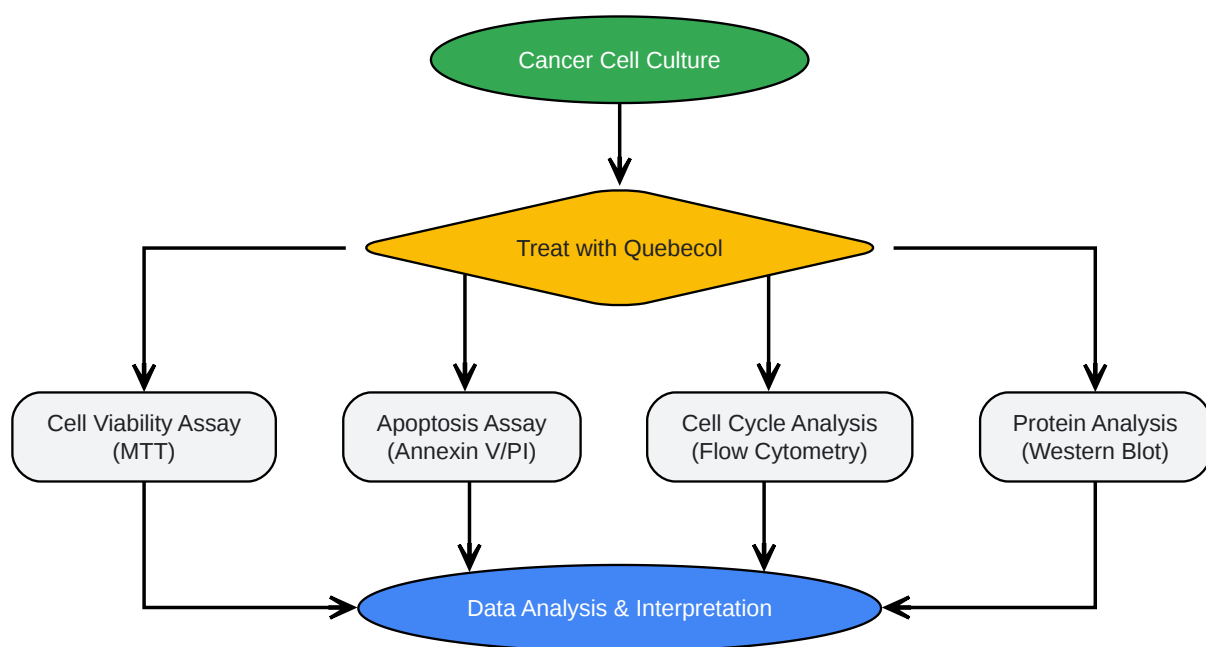 Cancer Cell Culture
Treat with Quebecol
Cell Viability Assay
(MTT)
Apoptosis Assay
(Annexin V/PI)
Cell Cycle Analysis
(Flow Cytometry)
Protein Analysis
(Western Blot)
Data Analysis & Interpretation